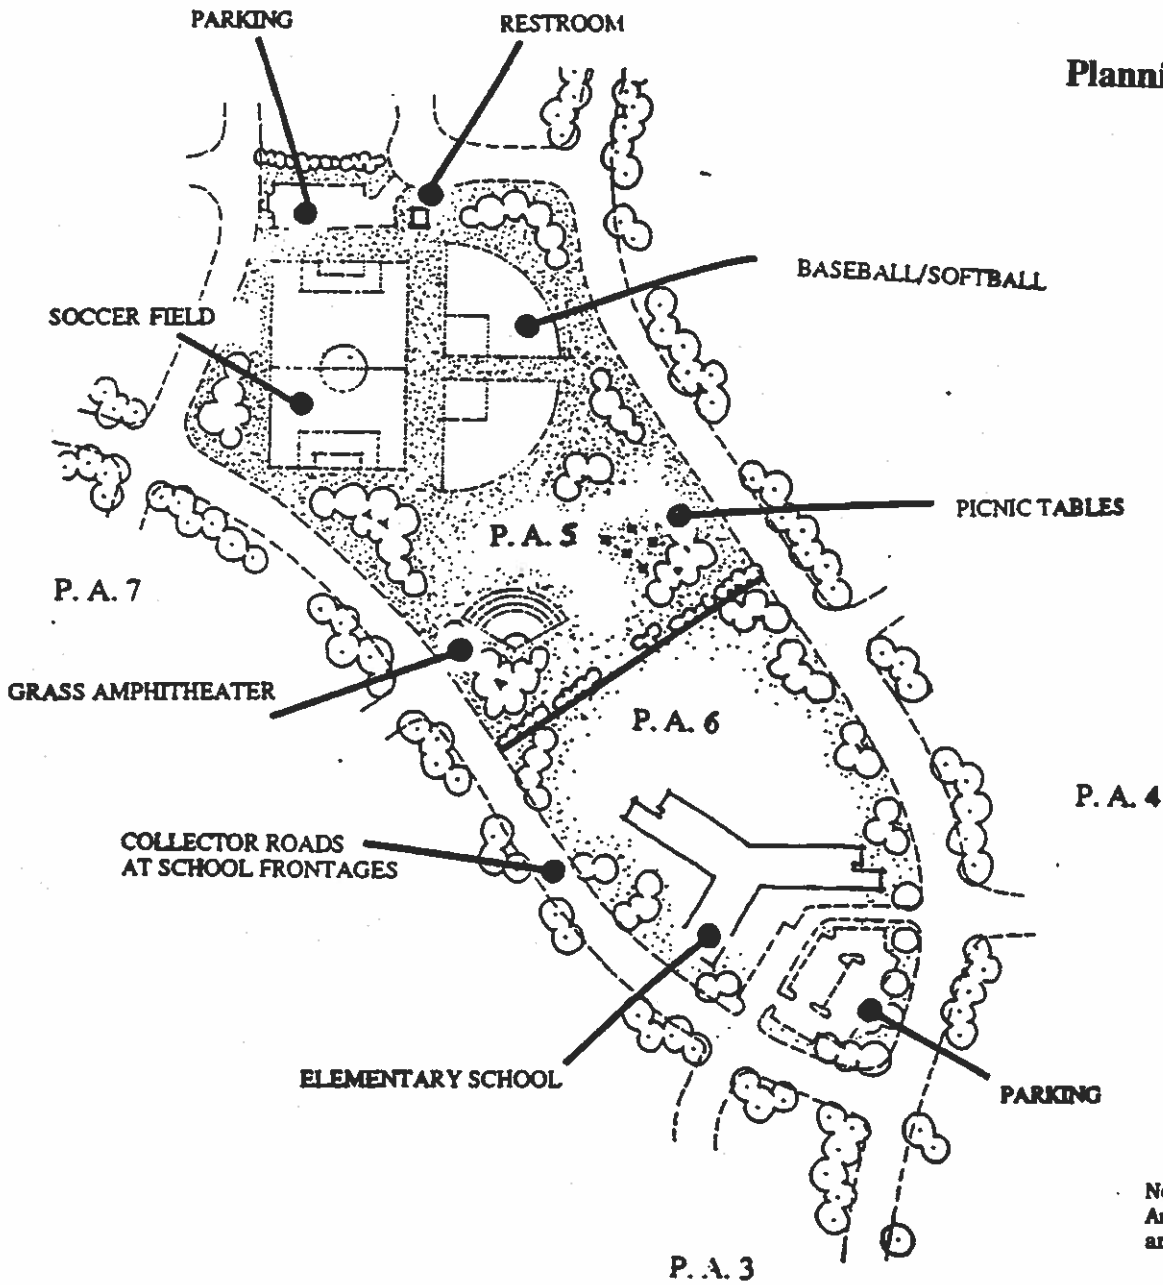 PARKING
RESTROOM
Planni
BASEBALL/SOFTBALL
SOCCER FIELD
PICNIC TABLES
P. A. 5
P. A. 7
GRASS AMPHITHEATER
P. A. 6
P. A. 4
COLLECTOR ROADS
AT SCHOOL FRONTAGES
ELEMENTARY SCHOOL
PARKING
P. A. 3